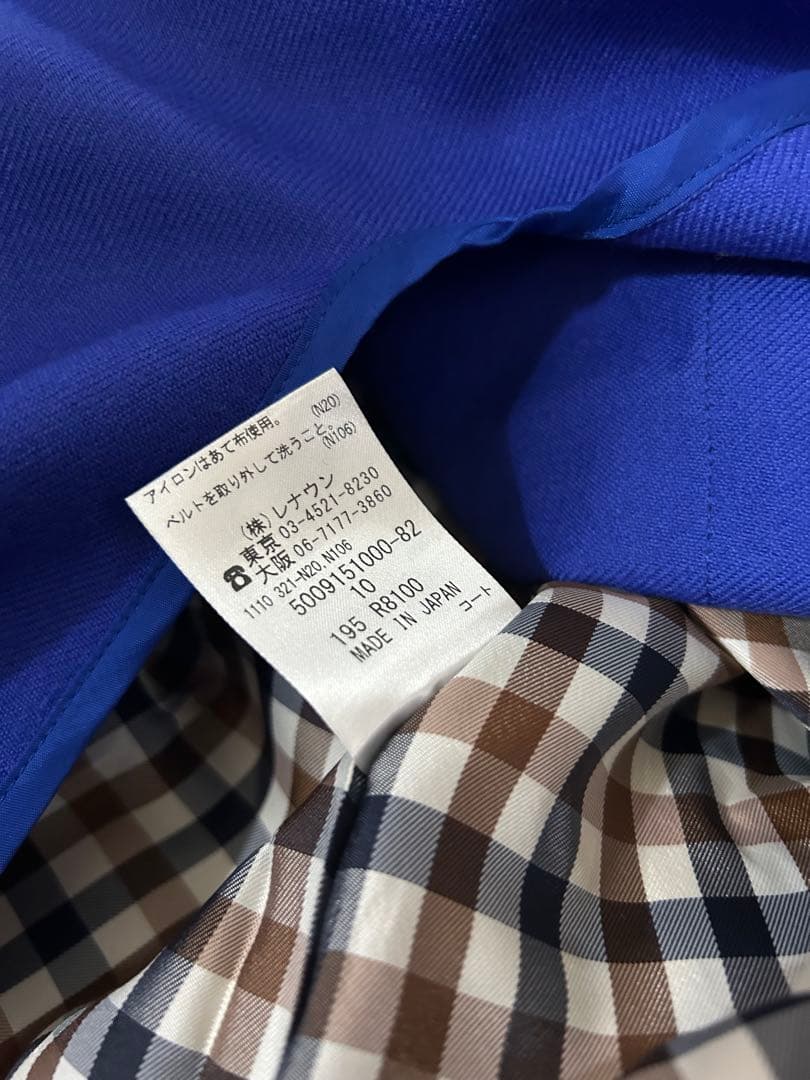 アイロンはあて布使用。 (N20)
ベルトを取り外して洗うこと。
(N106)
(株)レナウン
☎東京 03-4521-8230
大阪 06-7177-3860
1110 321-N20.N106
5009151000-82
10
195 R8100
MADE IN JAPAN
コート